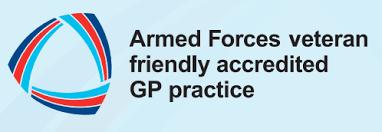 Armed Forces veteran
friendly accredited
GP practice